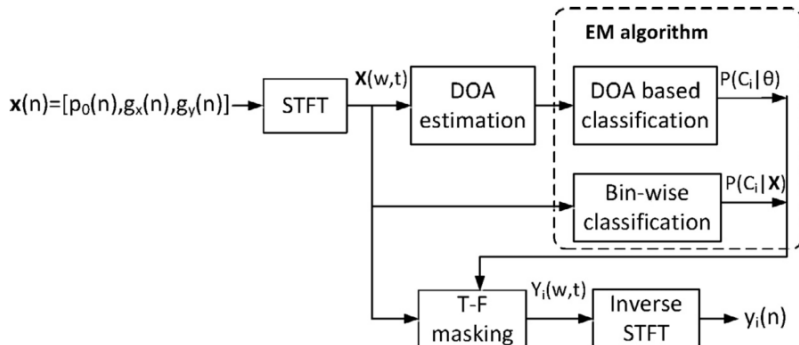 EM algorithm
x(n)=[p₀(n),gₓ(n),gᵧ(n)]
STFT
X(w,t)
DOA
estimation
DOA based
classification
P(Cᵢ|θ)
Bin-wise
classification
P(Cᵢ|X)
T-F
masking
Yᵢ(w,t)
Inverse
STFT
yᵢ(n)